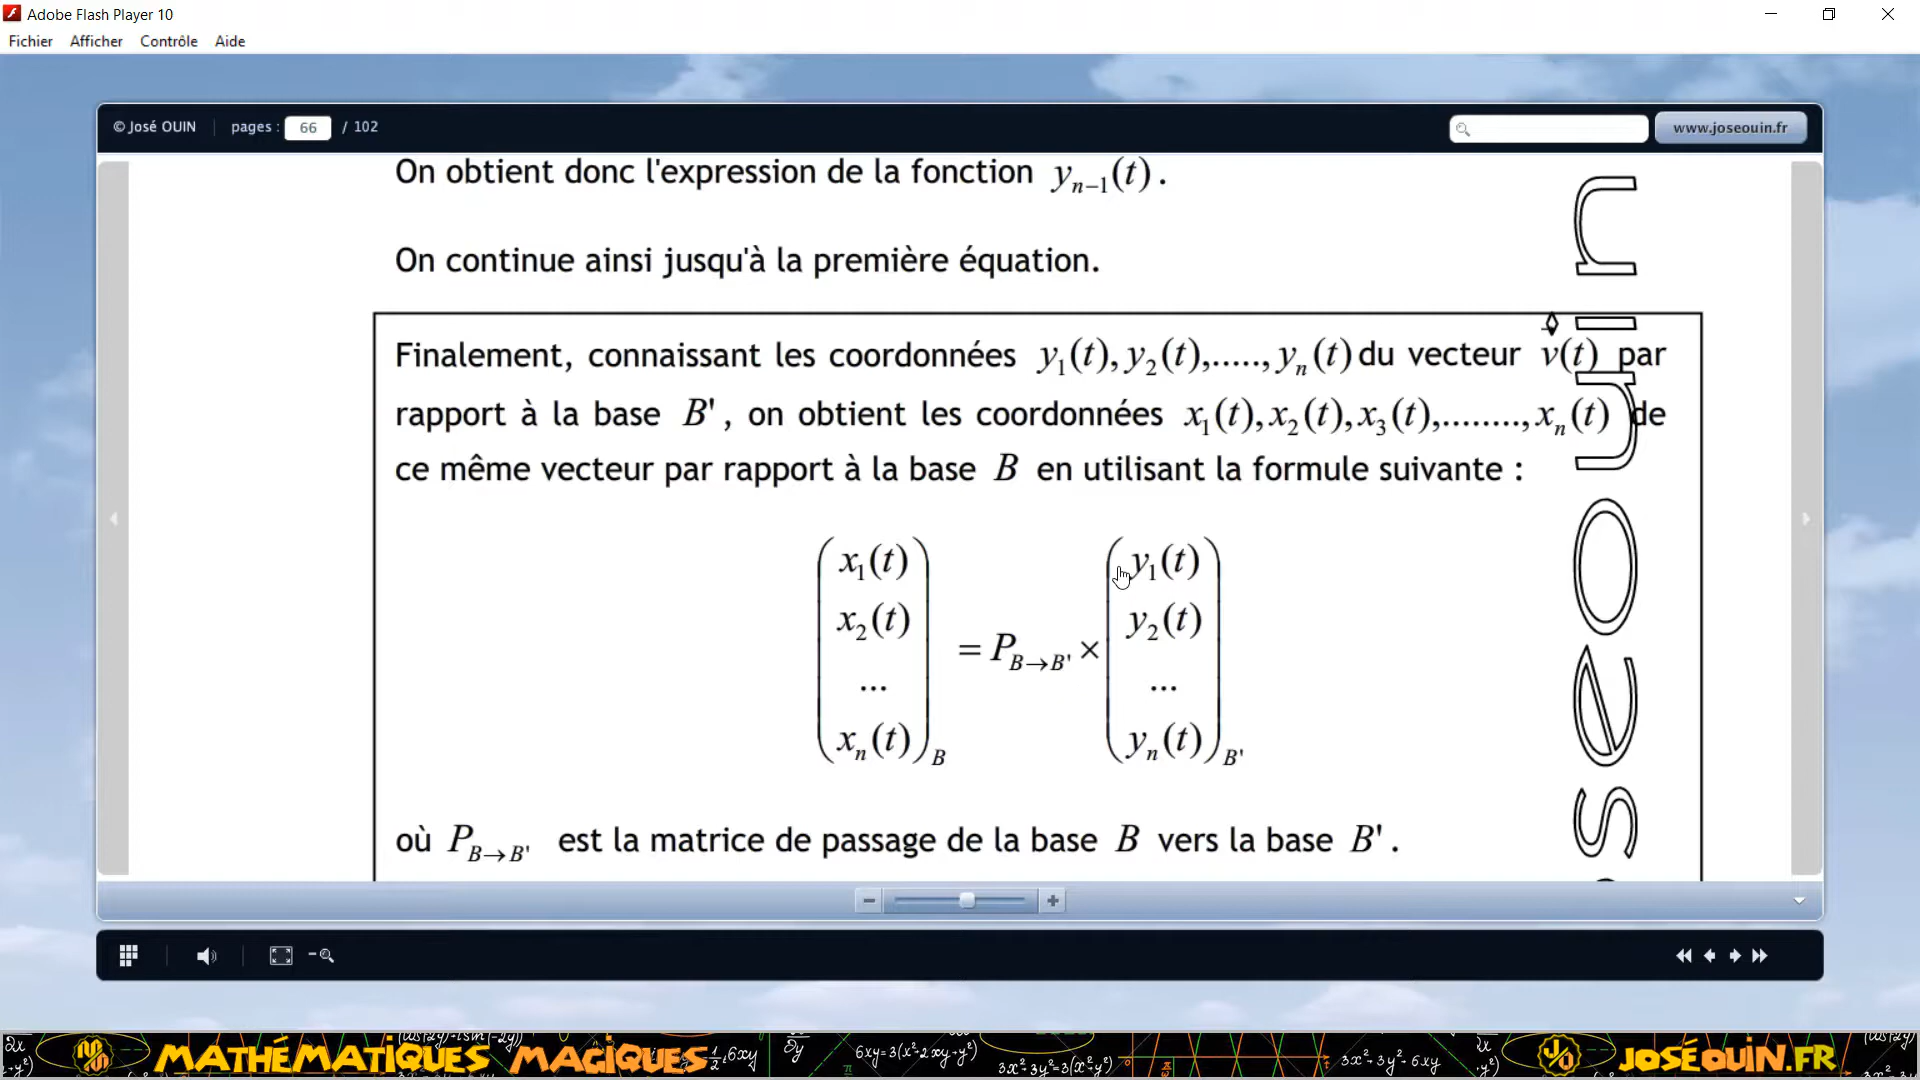 Adobe Flash Player 10
Fichier Afficher Contrôle Aide
© José OUIN pages : 66 / 102 www.joseouin.fr
On obtient donc l'expression de la fonction yₙ₋₁(t).
On continue ainsi jusqu'à la première équation.
Finalement, connaissant les coordonnées y₁(t), y₂(t),....., yₙ(t) du vecteur v(t) par
rapport à la base B', on obtient les coordonnées x₁(t), x₂(t), x₃(t),........, xₙ(t) de
ce même vecteur par rapport à la base B en utilisant la formule suivante :
x₁(t) y₁(t)
x₂(t) y₂(t)
= P B→B' ×
... ...
xₙ(t) B yₙ(t) B'
où P B→B' est la matrice de passage de la base B vers la base B'.
MATHÉMATIQUES MAGIQUES JOSÉOUIN.FR